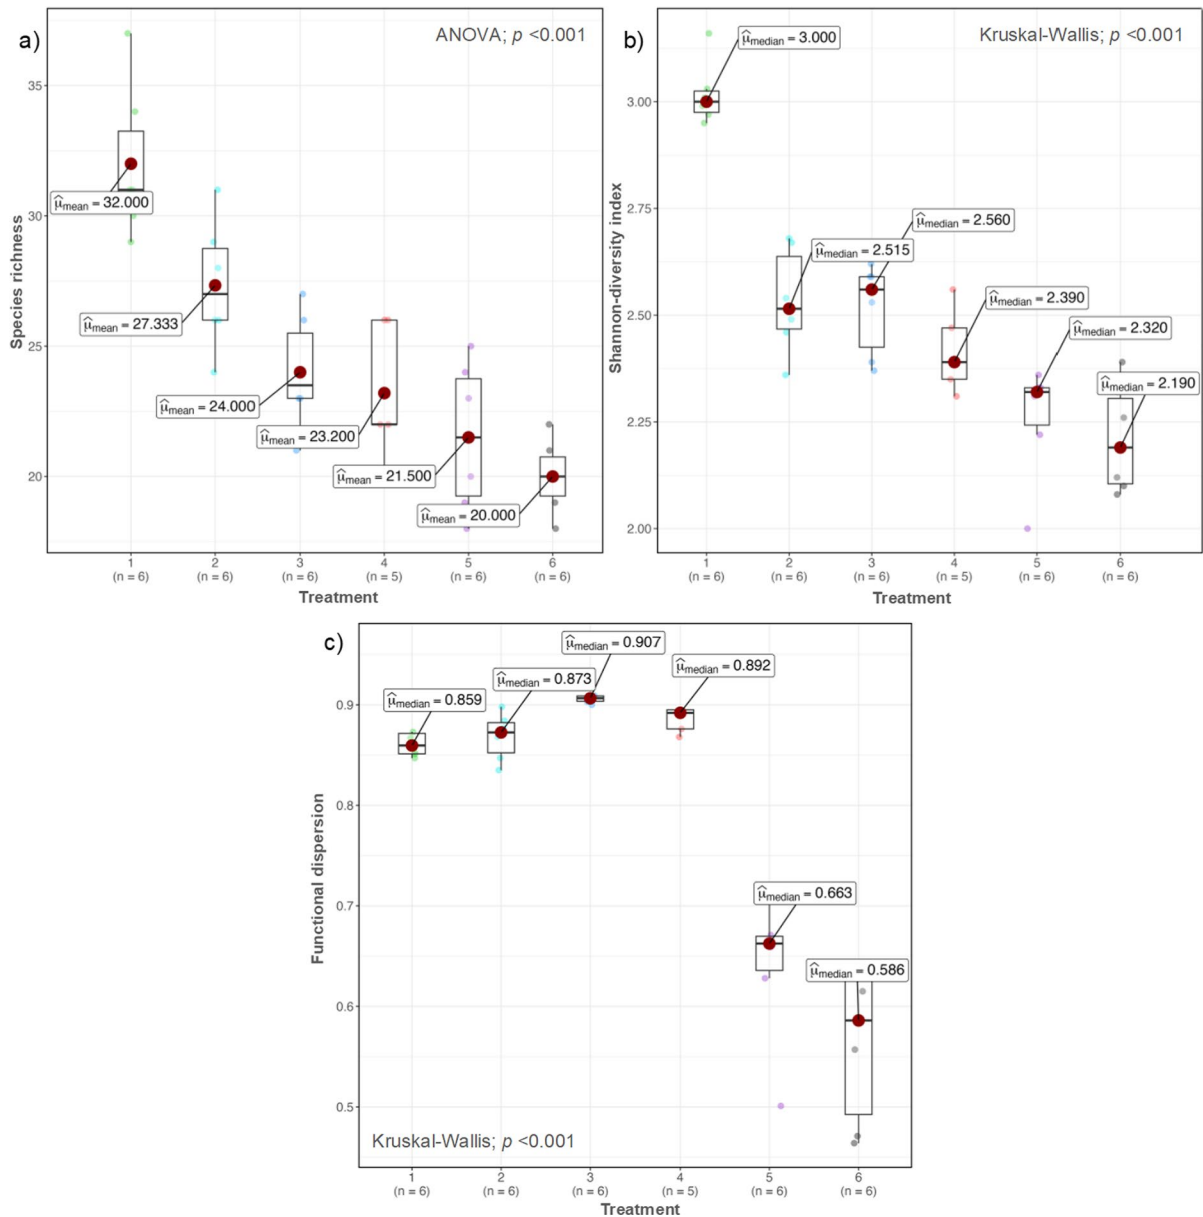 a)
ANOVA; p <0.001
Species richness
35
30
25
20
μ̂mean = 32.000
μ̂mean = 27.333
μ̂mean = 24.000
μ̂mean = 23.200
μ̂mean = 21.500
μ̂mean = 20.000
1 2 3 4 5 6
(n = 6) (n = 6) (n = 6) (n = 5) (n = 6) (n = 6)
Treatment
b)
Kruskal-Wallis; p <0.001
Shannon-diversity index
3.00
2.75
2.50
2.25
2.00
μ̂median = 3.000
μ̂median = 2.515
μ̂median = 2.560
μ̂median = 2.390
μ̂median = 2.320
μ̂median = 2.190
1 2 3 4 5 6
(n = 6) (n = 6) (n = 6) (n = 5) (n = 6) (n = 6)
Treatment
c)
Functional dispersion
0.9
0.8
0.7
0.6
0.5
μ̂median = 0.859
μ̂median = 0.873
μ̂median = 0.907
μ̂median = 0.892
μ̂median = 0.663
μ̂median = 0.586
Kruskal-Wallis; p <0.001
1 2 3 4 5 6
(n = 6) (n = 6) (n = 6) (n = 5) (n = 6) (n = 6)
Treatment